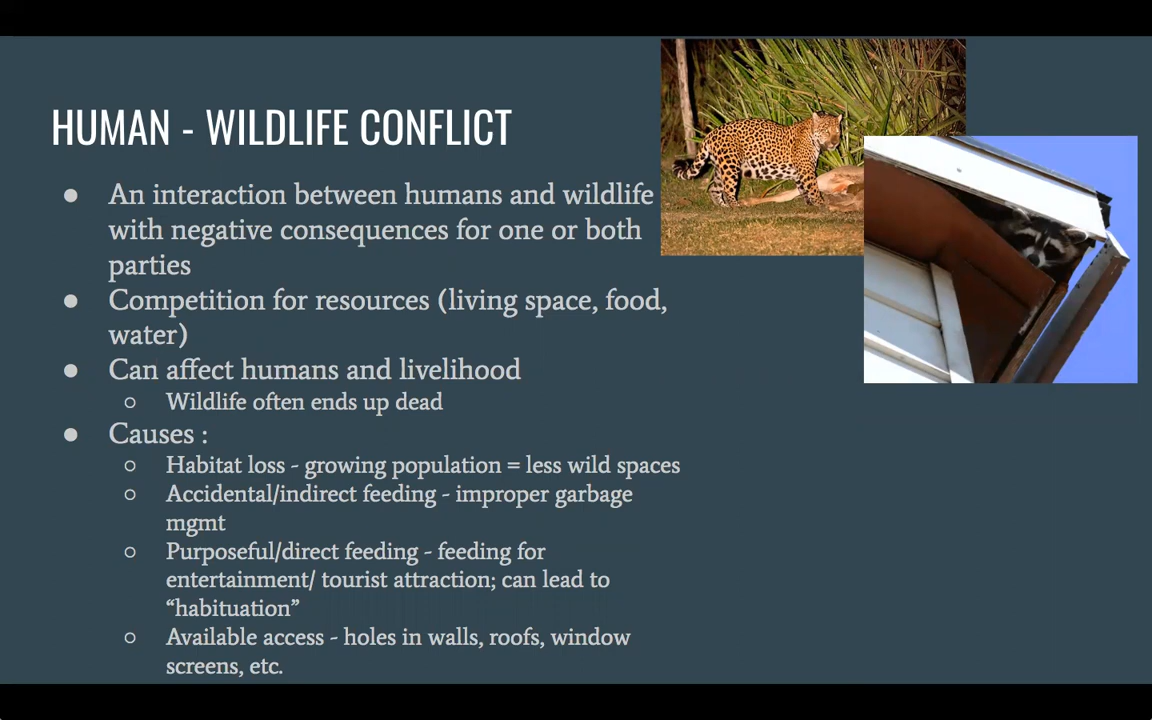 HUMAN - WILDLIFE CONFLICT
● An interaction between humans and wildlife
with negative consequences for one or both
parties
● Competition for resources (living space, food,
water)
● Can affect humans and livelihood
○ Wildlife often ends up dead
● Causes :
○ Habitat loss - growing population = less wild spaces
○ Accidental/indirect feeding - improper garbage
mgmt
○ Purposeful/direct feeding - feeding for
entertainment/ tourist attraction; can lead to
“habituation”
○ Available access - holes in walls, roofs, window
screens, etc.